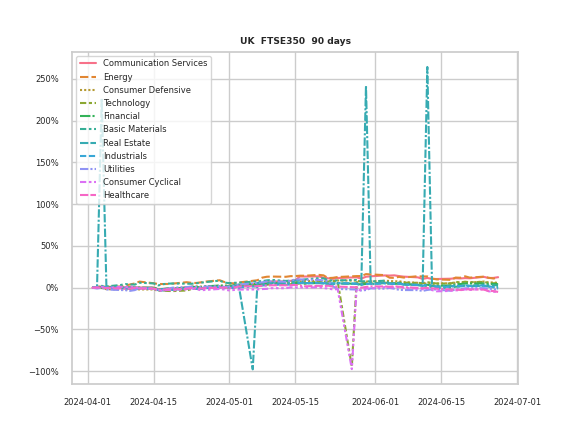 UK  FTSE350  90 days
250%
200%
150%
100%
50%
0%
−50%
−100%
Communication Services
Energy
Consumer Defensive
Technology
Financial
Basic Materials
Real Estate
Industrials
Utilities
Consumer Cyclical
Healthcare
2024-04-01 2024-04-15 2024-05-01 2024-05-15 2024-06-01 2024-06-15 2024-07-01